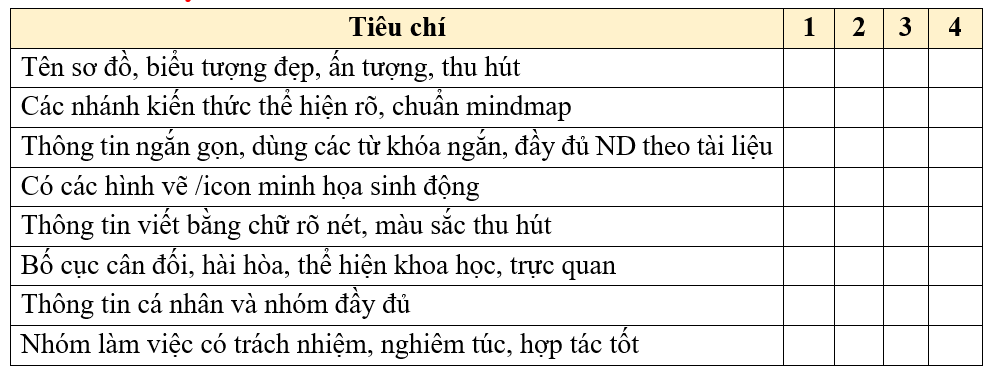 Tiêu chí 1 2 3 4
Tên sơ đồ, biểu tượng đẹp, ấn tượng, thu hút
Các nhánh kiến thức thể hiện rõ, chuẩn mindmap
Thông tin ngắn gọn, dùng các từ khóa ngắn, đầy đủ ND theo tài liệu
Có các hình vẽ /icon minh họa sinh động
Thông tin viết bằng chữ rõ nét, màu sắc thu hút
Bố cục cân đối, hài hòa, thể hiện khoa học, trực quan
Thông tin cá nhân và nhóm đầy đủ
Nhóm làm việc có trách nhiệm, nghiêm túc, hợp tác tốt